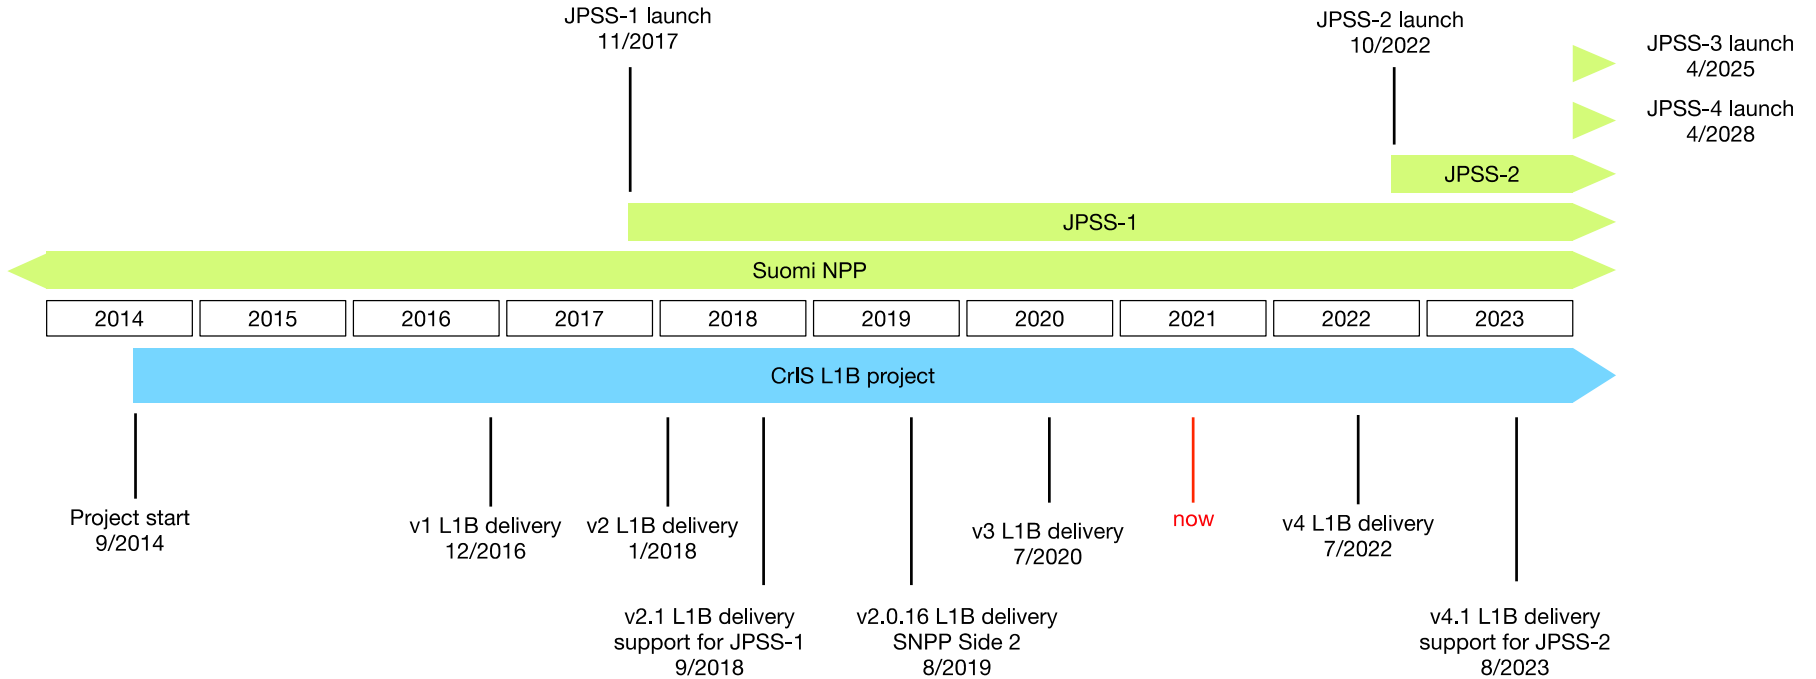 JPSS-1 launch
11/2017
JPSS-2 launch
10/2022
JPSS-3 launch
4/2025
JPSS-4 launch
4/2028
JPSS-2
JPSS-1
Suomi NPP
2014 2015 2016 2017 2018 2019 2020 2021 2022 2023
CrIS L1B project
Project start
9/2014
v1 L1B delivery
12/2016
v2 L1B delivery
1/2018
v2.1 L1B delivery
support for JPSS-1
9/2018
v2.0.16 L1B delivery
SNPP Side 2
8/2019
v3 L1B delivery
7/2020
now
v4 L1B delivery
7/2022
v4.1 L1B delivery
support for JPSS-2
8/2023